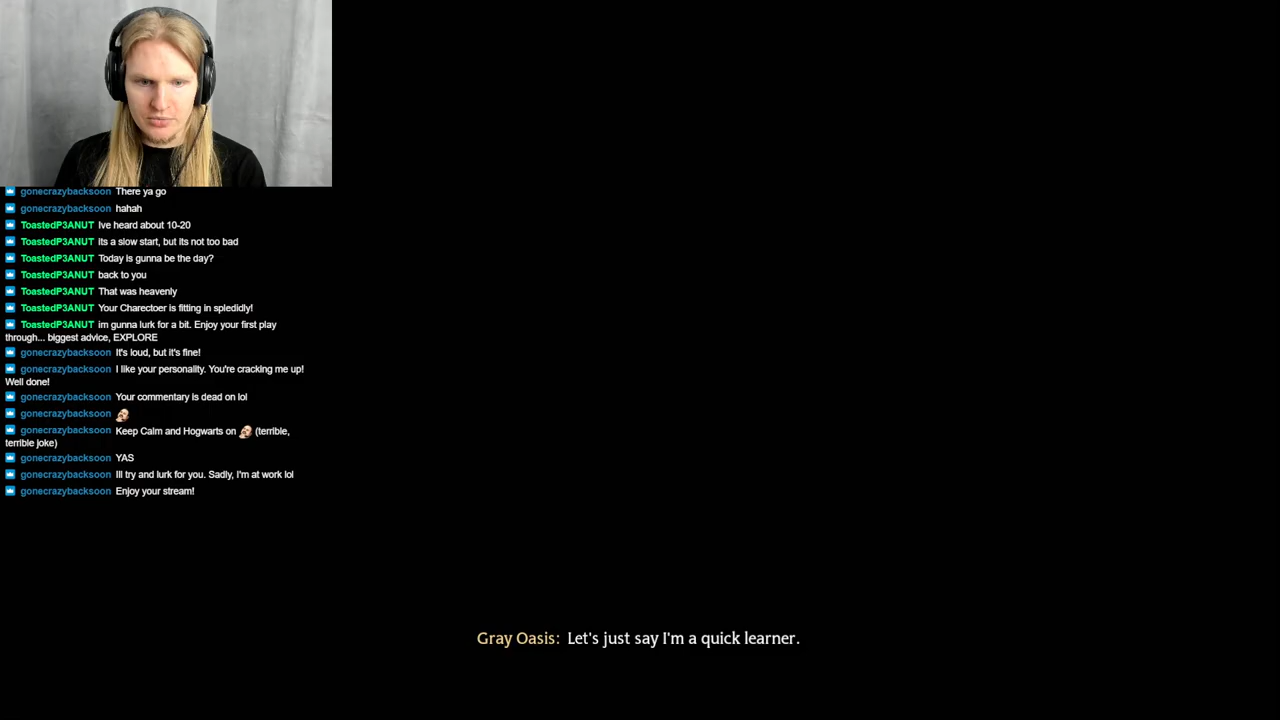 gonecrazybacksoon There ya go
gonecrazybacksoon hahah
ToastedP3ANUT Ive heard about 10-20
ToastedP3ANUT its a slow start, but its not too bad
ToastedP3ANUT Today is gunna be the day?
ToastedP3ANUT back to you
ToastedP3ANUT That was heavenly
ToastedP3ANUT Your Charectoer is fitting in spledidly!
ToastedP3ANUT im gunna lurk for a bit. Enjoy your first play
through... biggest advice, EXPLORE
gonecrazybacksoon It's loud, but it's fine!
gonecrazybacksoon I like your personality. You're cracking me up!
Well done!
gonecrazybacksoon Your commentary is dead on lol
gonecrazybacksoon
gonecrazybacksoon Keep Calm and Hogwarts on (terrible,
terrible joke)
gonecrazybacksoon YAS
gonecrazybacksoon Ill try and lurk for you. Sadly, I'm at work lol
gonecrazybacksoon Enjoy your stream!
Gray Oasis: Let's just say I'm a quick learner.